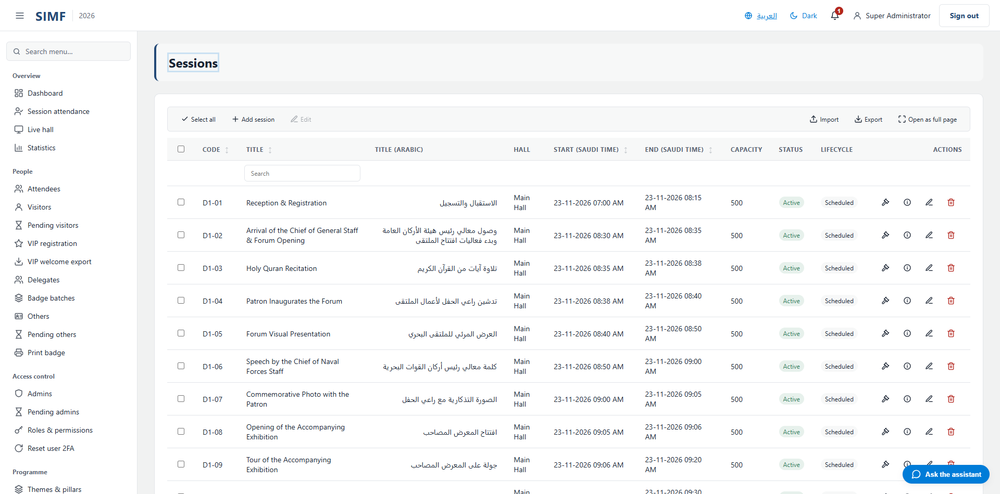 SIMF 2026
العربية Dark 1 Super Administrator Sign out
Search menu...
Overview
Dashboard
Session attendance
Live hall
Statistics
People
Attendees
Visitors
Pending visitors
VIP registration
VIP welcome export
Delegates
Badge batches
Others
Pending others
Print badge
Access control
Admins
Pending admins
Roles & permissions
Reset user 2FA
Programme
Themes & pillars
Sessions
Select all Add session Edit Import Export Open as full page
CODE TITLE TITLE (ARABIC) HALL START (SAUDI TIME) END (SAUDI TIME) CAPACITY STATUS LIFECYCLE ACTIONS
Search
D1-01 Reception & Registration الاستقبال والتسجيل Main Hall 23-11-2026 07:00 AM 23-11-2026 08:15 AM 500 Active Scheduled
D1-02 Arrival of the Chief of General Staff & Forum Opening وصول معالي رئيس هيئة الأركان العامة وبدء فعاليات افتتاح الملتقى Main Hall 23-11-2026 08:30 AM 23-11-2026 08:35 AM 500 Active Scheduled
D1-03 Holy Quran Recitation تلاوة آيات من القرآن الكريم Main Hall 23-11-2026 08:35 AM 23-11-2026 08:38 AM 500 Active Scheduled
D1-04 Patron Inaugurates the Forum تدشين راعي الحفل لأعمال الملتقى Main Hall 23-11-2026 08:38 AM 23-11-2026 08:40 AM 500 Active Scheduled
D1-05 Forum Visual Presentation العرض المرئي للملتقى البحري Main Hall 23-11-2026 08:40 AM 23-11-2026 08:50 AM 500 Active Scheduled
D1-06 Speech by the Chief of Naval Forces Staff كلمة معالي رئيس أركان القوات البحرية Main Hall 23-11-2026 08:50 AM 23-11-2026 09:00 AM 500 Active Scheduled
D1-07 Commemorative Photo with the Patron الصورة التذكارية مع راعي الحفل Main Hall 23-11-2026 09:00 AM 23-11-2026 09:05 AM 500 Active Scheduled
D1-08 Opening of the Accompanying Exhibition افتتاح المعرض المصاحب Main Hall 23-11-2026 09:05 AM 23-11-2026 09:06 AM 500 Active Scheduled
D1-09 Tour of the Accompanying Exhibition جولة على المعرض المصاحب Main Hall 23-11-2026 09:06 AM 23-11-2026 09:20 AM 500 Active Scheduled
Main 23-11-2026 09:30
Ask the assistant